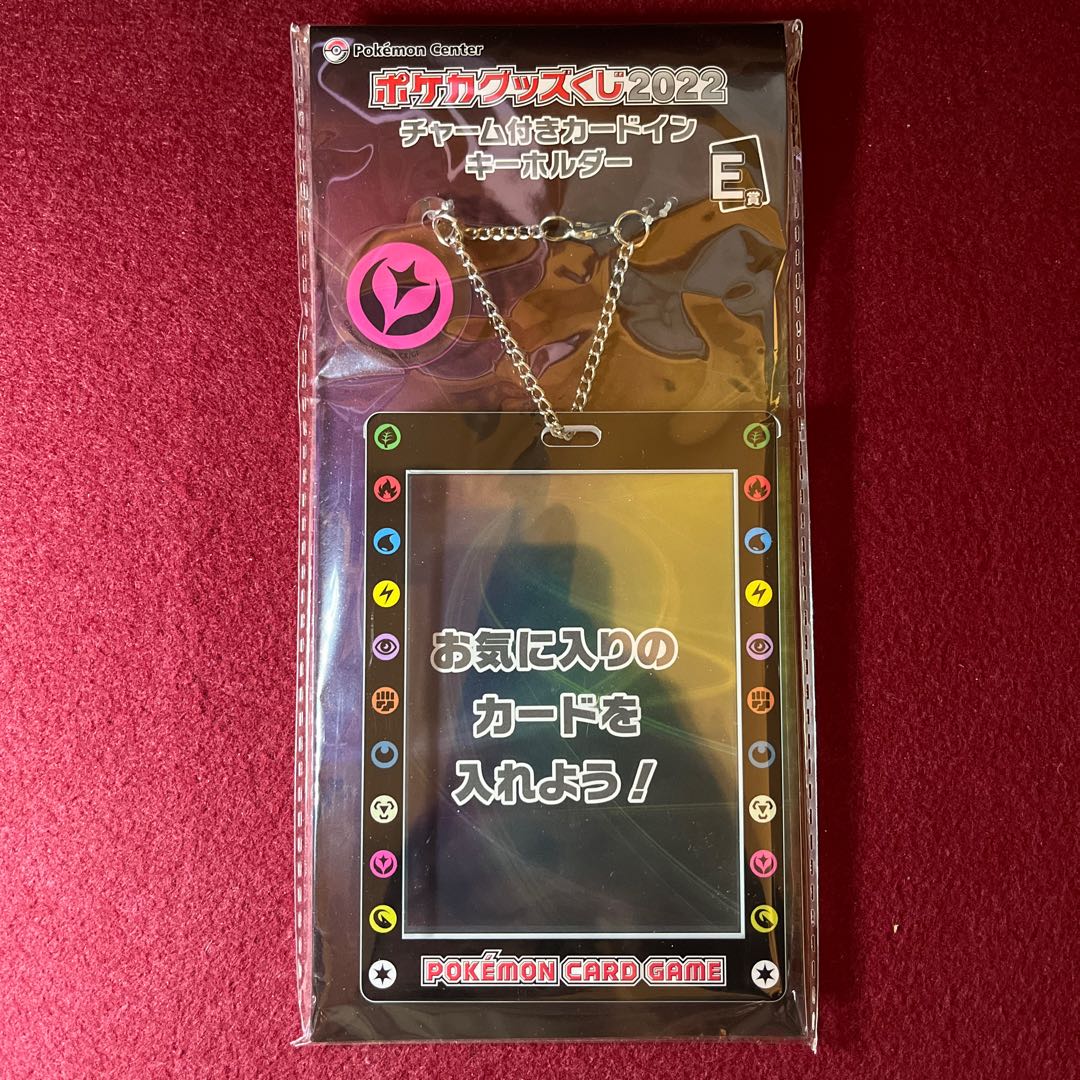 Pokémon Center
ポケカグッズくじ2022
チャーム付きカードイン
キーホルダー
E賞
お気に入りの
カードを
入れよう!
POKÉMON CARD GAME